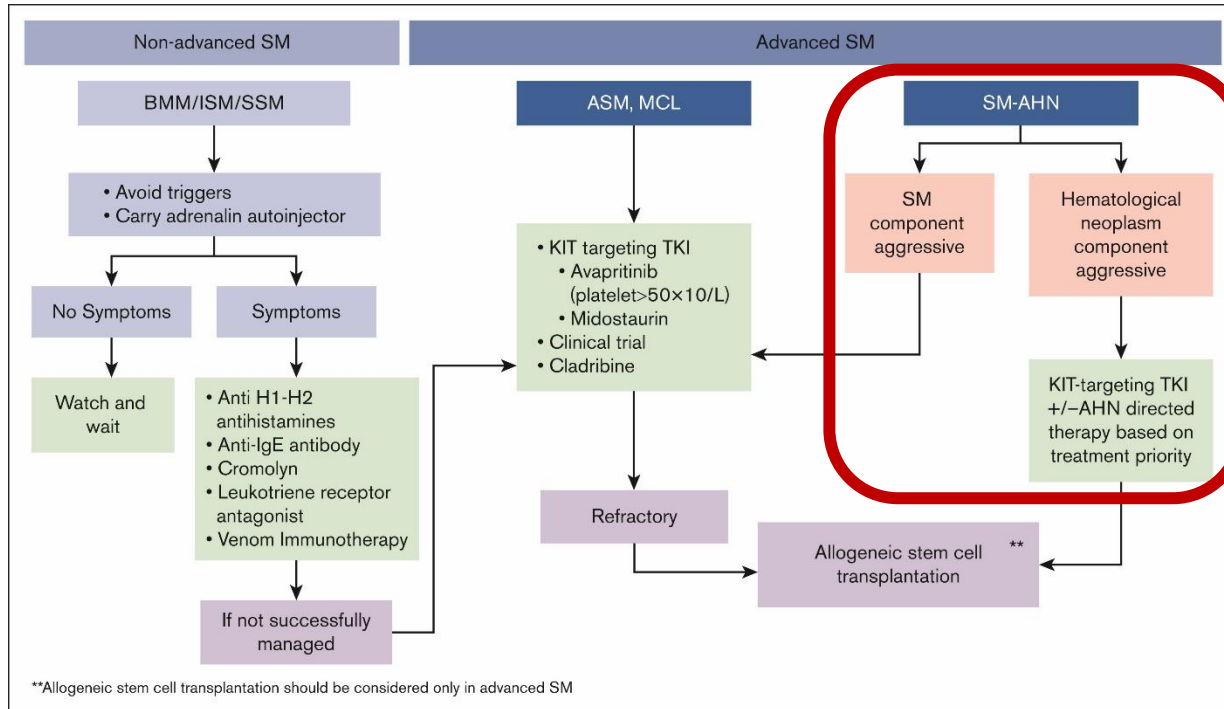 Non-advanced SM
Advanced SM
BMM/ISM/SSM
ASM, MCL
SM-AHN
• Avoid triggers
• Carry adrenalin autoinjector
SM
component
aggressive
Hematological
neoplasm
component
aggressive
• KIT targeting TKI
• Avapritinib
(platelet>50×10/L)
• Midostaurin
• Clinical trial
• Cladribine
No Symptoms
Symptoms
Watch and
wait
• Anti H1-H2
antihistamines
• Anti-IgE antibody
• Cromolyn
• Leukotriene receptor
antagonist
• Venom Immunotherapy
KIT-targeting TKI
+/−AHN directed
therapy based on
treatment priority
Refractory
Allogeneic stem cell **
transplantation
If not successfully
managed
**Allogeneic stem cell transplantation should be considered only in advanced SM